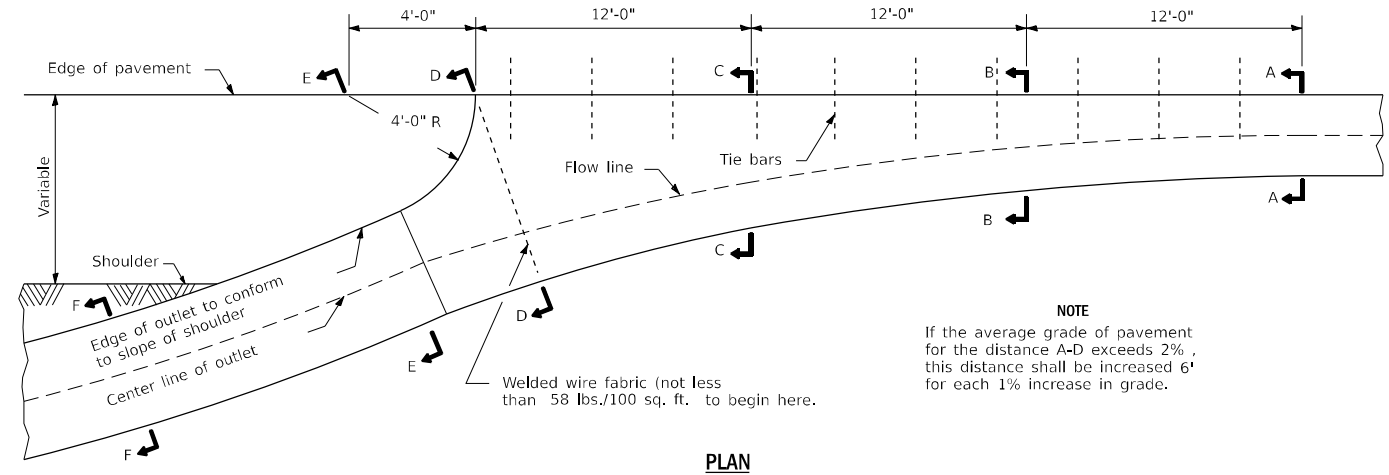 4'-0"
12'-0"
12'-0"
12'-0"
Edge of pavement
E
D
C
B
A
4'-0" R
Variable
Tie bars
Flow line
Shoulder
A
B
C
F
D
E
F
Edge of outlet to conform
to slope of shoulder
Center line of outlet
Welded wire fabric (not less
than 58 lbs./100 sq. ft. to begin here.
NOTE
If the average grade of pavement
for the distance A-D exceeds 2% ,
this distance shall be increased 6'
for each 1% increase in grade.
PLAN